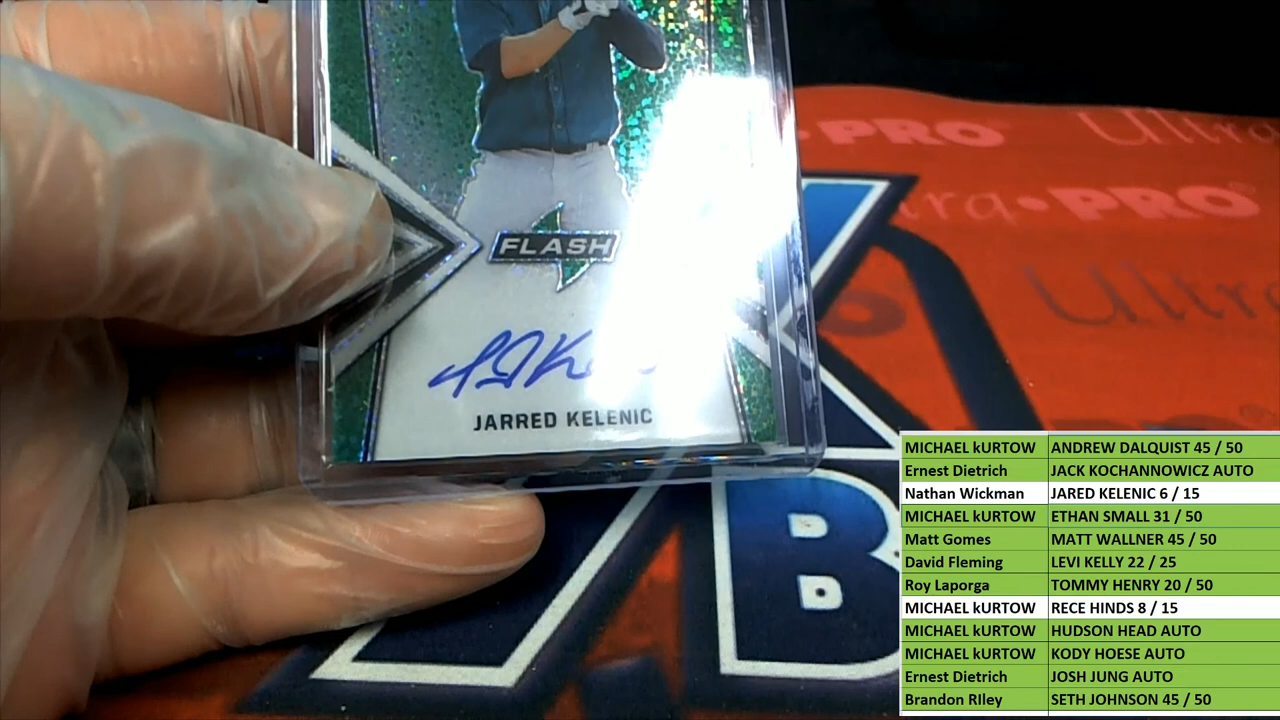 FLASH
JARRED KELENIC
PRO
Ultra
PRO
Ultra
B
MICHAEL kURTOW ANDREW DALQUIST 45 / 50
Ernest Dietrich JACK KOCHANNOWICZ AUTO
Nathan Wickman JARED KELENIC 6 / 15
MICHAEL kURTOW ETHAN SMALL 31 / 50
Matt Gomes MATT WALLNER 45 / 50
David Fleming LEVI KELLY 22 / 25
Roy Laporga TOMMY HENRY 20 / 50
MICHAEL kURTOW RECE HINDS 8 / 15
MICHAEL kURTOW HUDSON HEAD AUTO
MICHAEL kURTOW KODY HOESE AUTO
Ernest Dietrich JOSH JUNG AUTO
Brandon RIley SETH JOHNSON 45 / 50